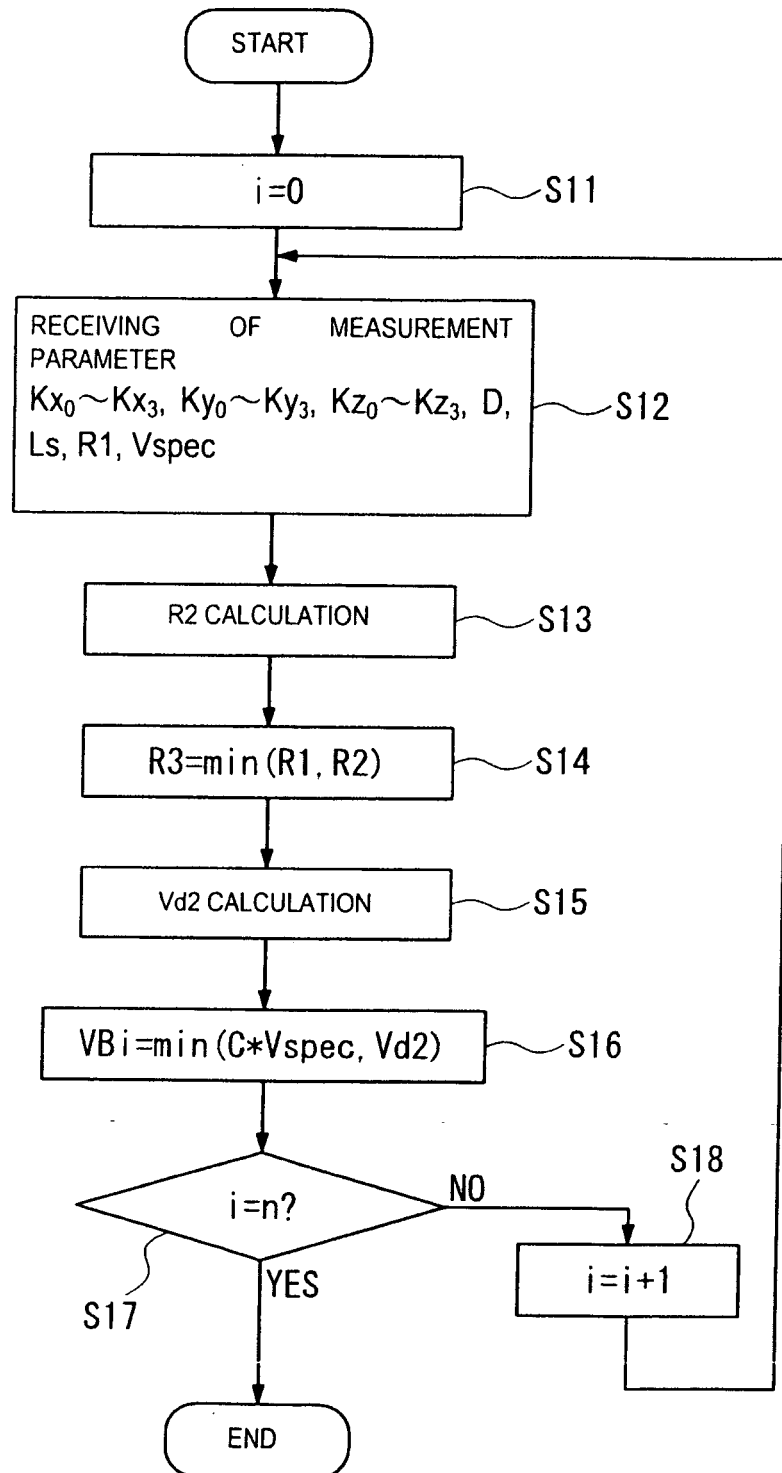 START
i=0
S11
RECEIVING OF MEASUREMENT
PARAMETER
Kx₀~Kx₃, Ky₀~Ky₃, Kz₀~Kz₃, D,
Ls, R1, Vspec
S12
R2 CALCULATION
S13
R3=min(R1, R2)
S14
Vd2 CALCULATION
S15
VBi=min(C*Vspec, Vd2)
S16
i=n?
NO
S18
i=i+1
YES
S17
END